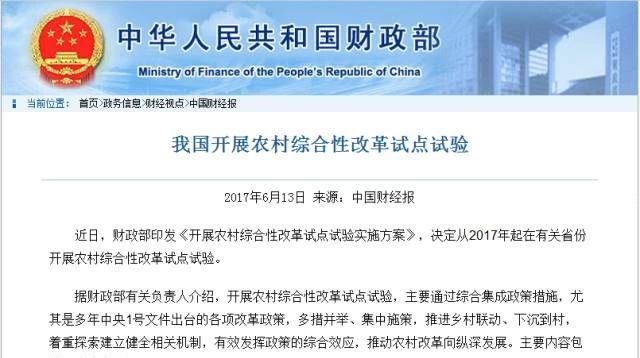 中华人民共和国财政部
Ministry of Finance of the People's Republic of China
当前位置：首页>政务信息>财经视点>中国财经报
我国开展农村综合性改革试点试验
2017年6月13日 来源：中国财经报
近日，财政部印发《开展农村综合性改革试点试验实施方案》，决定从2017年起在有关省份
开展农村综合性改革试点试验。
据财政部有关负责人介绍，开展农村综合性改革试点试验，主要通过综合集成政策措施，尤
其是多年中央1号文件出台的各项改革政策，多措并举、集中施策，推进乡村联动、下沉到村，
着重探索建立健全相关机制，有效发挥政策的综合效应，推动农村改革向纵深发展。主要内容包